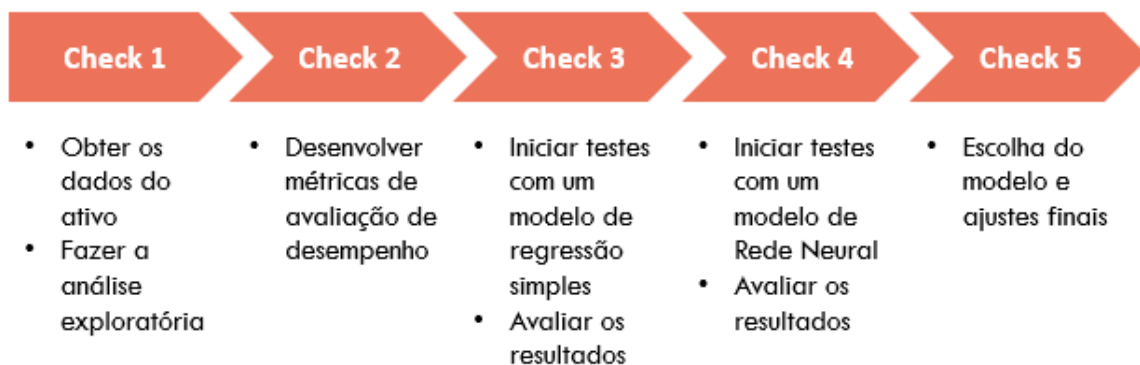 Check 1
Check 2
Check 3
Check 4
Check 5
• Obter os
dados do
ativo
• Fazer a
análise
exploratória
• Desenvolver
métricas de
avaliação de
desempenho
• Iniciar testes
com um
modelo de
regressão
simples
• Avaliar os
resultados
• Iniciar testes
com um
modelo de
Rede Neural
• Avaliar os
resultados
• Escolha do
modelo e
ajustes finais